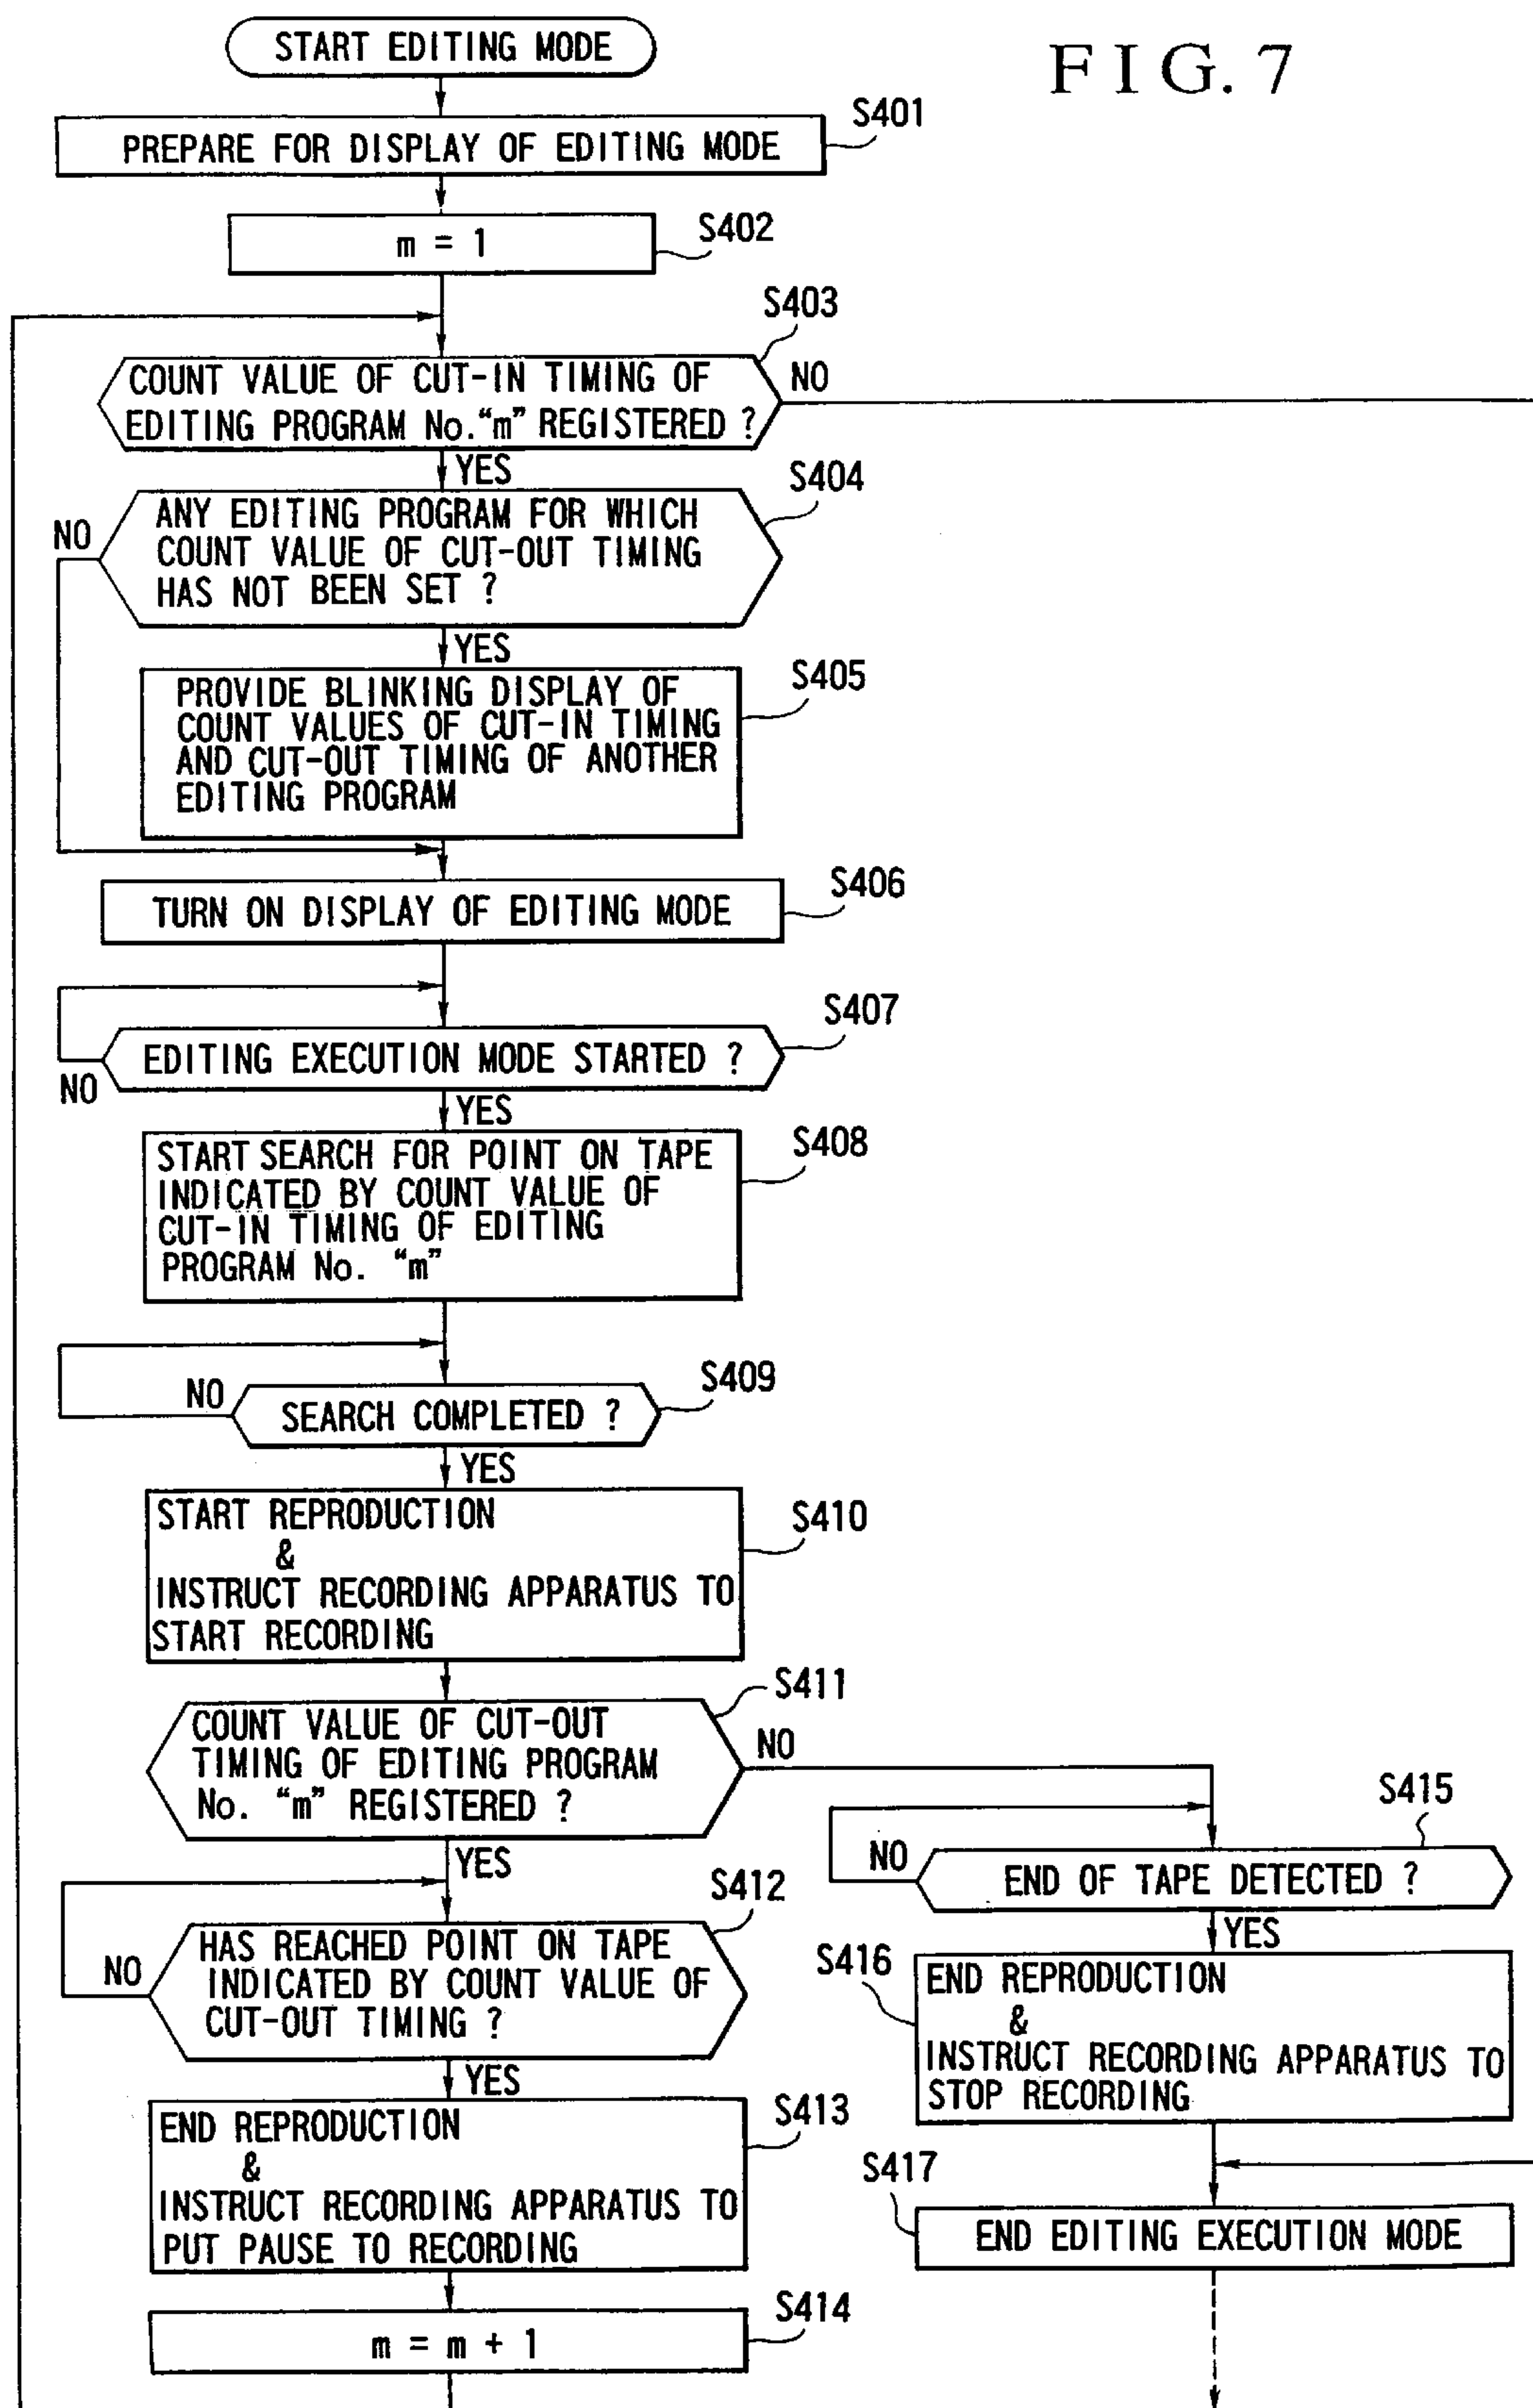 START EDITING MODE
FIG. 7
S401
PREPARE FOR DISPLAY OF EDITING MODE
S402
m = 1
S403
COUNT VALUE OF CUT-IN TIMING OF
EDITING PROGRAM No.“m” REGISTERED ?
NO
YES
S404
ANY EDITING PROGRAM FOR WHICH
COUNT VALUE OF CUT-OUT TIMING
HAS NOT BEEN SET ?
NO
YES
S405
PROVIDE BLINKING DISPLAY OF
COUNT VALUES OF CUT-IN TIMING
AND CUT-OUT TIMING OF ANOTHER
EDITING PROGRAM
S406
TURN ON DISPLAY OF EDITING MODE
S407
EDITING EXECUTION MODE STARTED ?
NO
YES
S408
START SEARCH FOR POINT ON TAPE
INDICATED BY COUNT VALUE OF
CUT-IN TIMING OF EDITING
PROGRAM No. “m”
S409
NO
SEARCH COMPLETED ?
YES
S410
START REPRODUCTION
&
INSTRUCT RECORDING APPARATUS TO
START RECORDING
S411
COUNT VALUE OF CUT-OUT
TIMING OF EDITING PROGRAM
No. “m” REGISTERED ?
NO
YES
S412
HAS REACHED POINT ON TAPE
INDICATED BY COUNT VALUE OF
CUT-OUT TIMING ?
NO
YES
S413
END REPRODUCTION
&
INSTRUCT RECORDING APPARATUS TO
PUT PAUSE TO RECORDING
S414
m = m + 1
S415
NO
END OF TAPE DETECTED ?
YES
S416
END REPRODUCTION
&
INSTRUCT RECORDING APPARATUS TO
STOP RECORDING
S417
END EDITING EXECUTION MODE